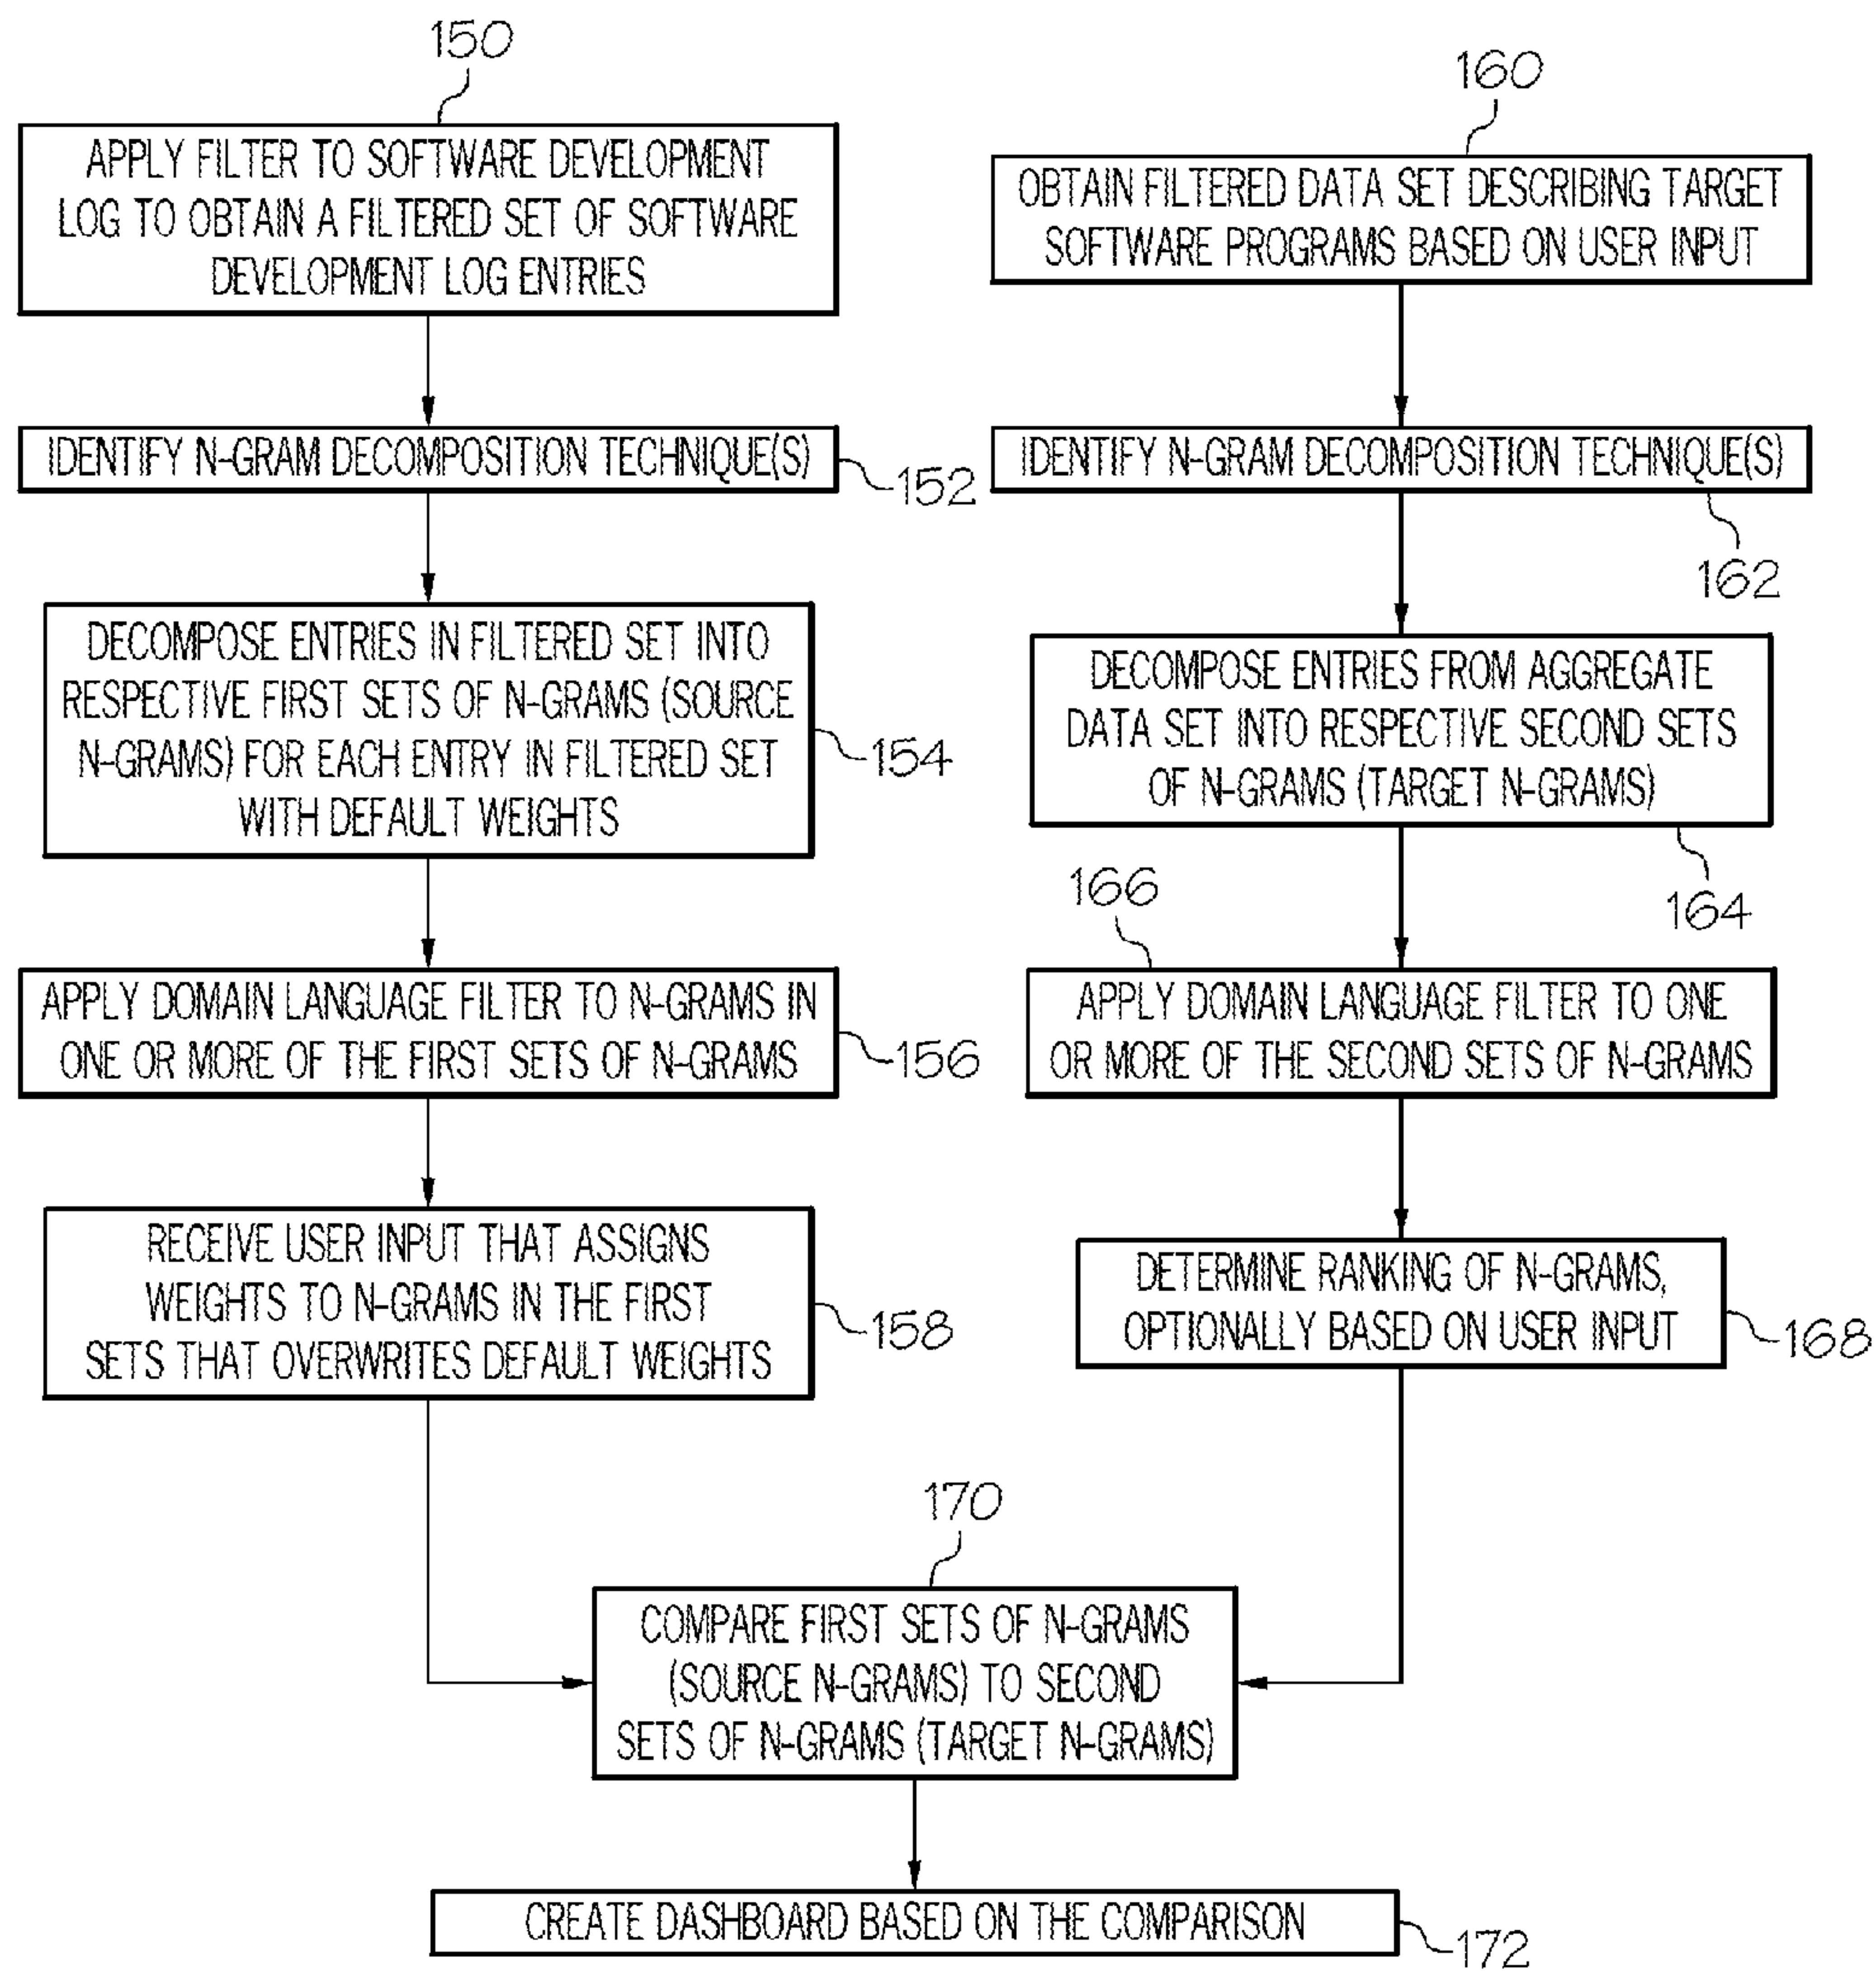 150
APPLY FILTER TO SOFTWARE DEVELOPMENT
LOG TO OBTAIN A FILTERED SET OF SOFTWARE
DEVELOPMENT LOG ENTRIES
IDENTIFY N-GRAM DECOMPOSITION TECHNIQUE(S)
152
DECOMPOSE ENTRIES IN FILTERED SET INTO
RESPECTIVE FIRST SETS OF N-GRAMS (SOURCE
N-GRAMS) FOR EACH ENTRY IN FILTERED SET
WITH DEFAULT WEIGHTS
154
APPLY DOMAIN LANGUAGE FILTER TO N-GRAMS IN
ONE OR MORE OF THE FIRST SETS OF N-GRAMS
156
RECEIVE USER INPUT THAT ASSIGNS
WEIGHTS TO N-GRAMS IN THE FIRST
SETS THAT OVERWRITES DEFAULT WEIGHTS
158
160
OBTAIN FILTERED DATA SET DESCRIBING TARGET
SOFTWARE PROGRAMS BASED ON USER INPUT
IDENTIFY N-GRAM DECOMPOSITION TECHNIQUE(S)
162
DECOMPOSE ENTRIES FROM AGGREGATE
DATA SET INTO RESPECTIVE SECOND SETS
OF N-GRAMS (TARGET N-GRAMS)
164
166
APPLY DOMAIN LANGUAGE FILTER TO ONE
OR MORE OF THE SECOND SETS OF N-GRAMS
DETERMINE RANKING OF N-GRAMS,
OPTIONALLY BASED ON USER INPUT
168
170
COMPARE FIRST SETS OF N-GRAMS
(SOURCE N-GRAMS) TO SECOND
SETS OF N-GRAMS (TARGET N-GRAMS)
CREATE DASHBOARD BASED ON THE COMPARISON
172